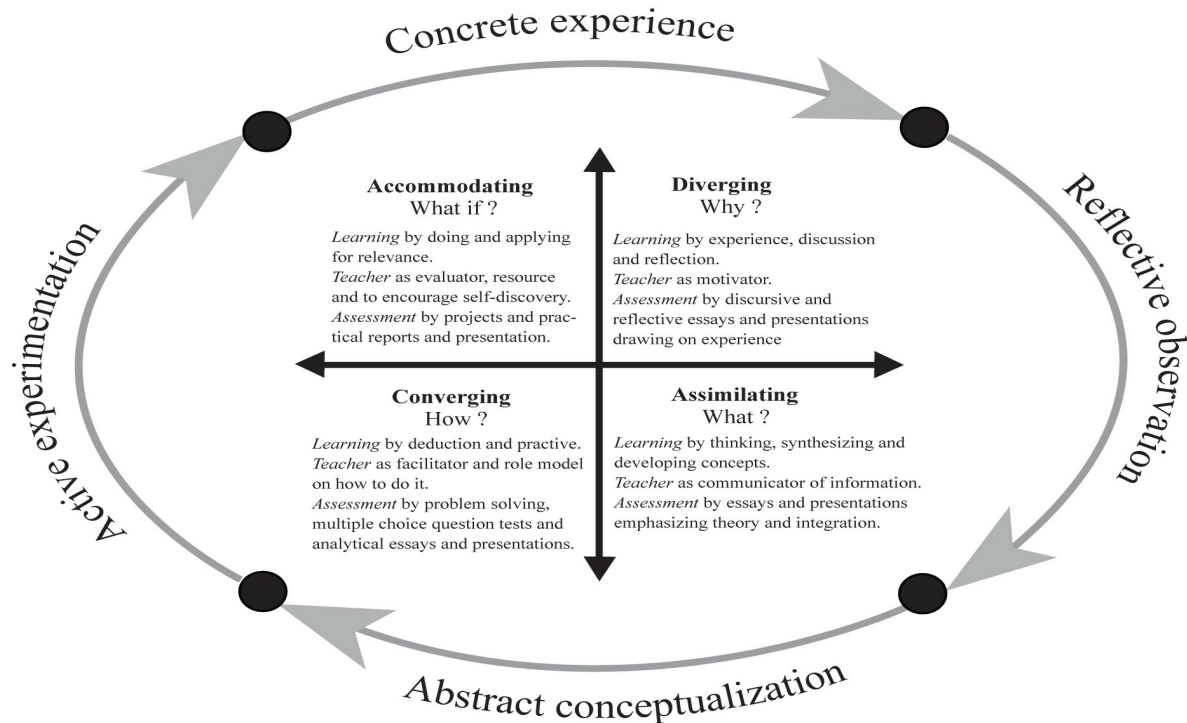 Concrete experience
Accommodating
What if ?
Learning by doing and applying
for relevance.
Teacher as evaluator, resource
and to encourage self-discovery.
Assessment by projects and prac-
tical reports and presentation.
Diverging
Why ?
Learning by experience, discussion
and reflection.
Teacher as motivator.
Assessment by discursive and
reflective essays and presentations
drawing on experience
Reflective observation
Active experimentation
Converging
How ?
Learning by deduction and practive.
Teacher as facilitator and role model
on how to do it.
Assessment by problem solving,
multiple choice question tests and
analytical essays and presentations.
Assimilating
What ?
Learning by thinking, synthesizing and
developing concepts.
Teacher as communicator of information.
Assessment by essays and presentations
emphasizing theory and integration.
Abstract conceptualization